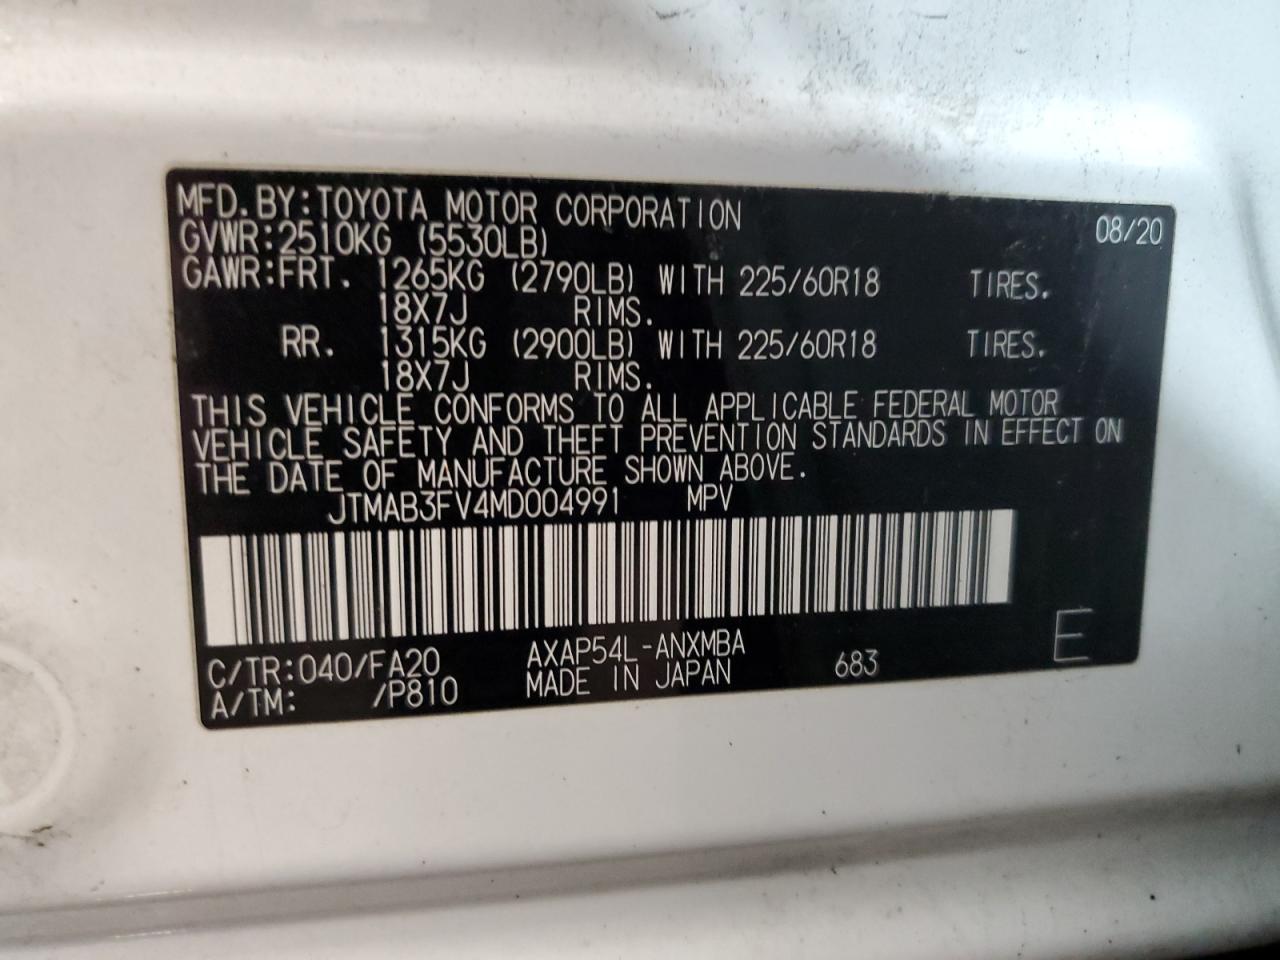 MFD. BY: TOYOTA MOTOR CORPORATION 08/20
GVWR: 2510KG (5530LB)
GAWR: FRT. 1265KG (2790LB) WITH 225/60R18 TIRES.
18X7J RIMS.
RR. 1315KG (2900LB) WITH 225/60R18 TIRES.
18X7J RIMS.
THIS VEHICLE CONFORMS TO ALL APPLICABLE FEDERAL MOTOR
VEHICLE SAFETY AND THEFT PREVENTION STANDARDS IN EFFECT ON
THE DATE OF MANUFACTURE SHOWN ABOVE.
JTMAB3FV4MD004991 MPV
C/TR: 040/FA20 AXAP54L-ANXMBA 683 E
A/TM: /P810 MADE IN JAPAN